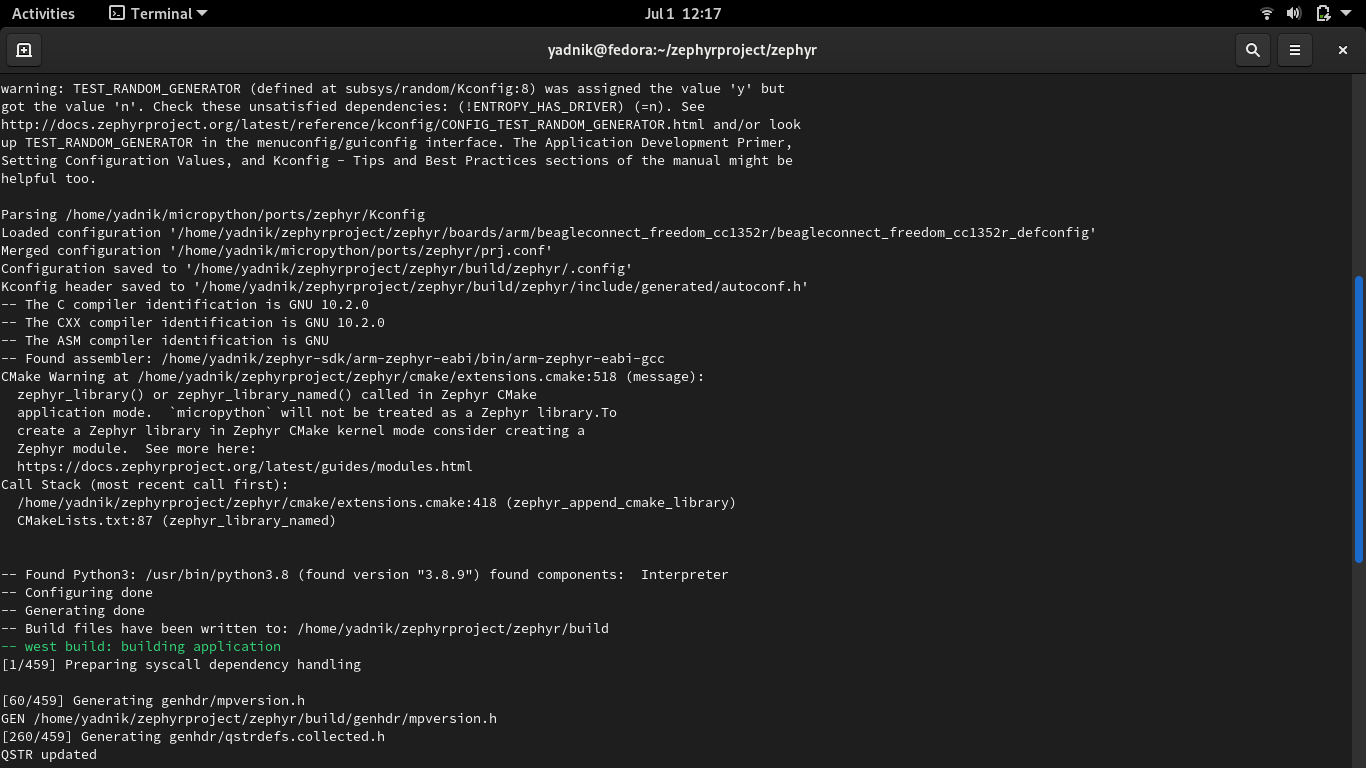 Activities
Terminal
Jul 1 12:17
yadnik@fedora:~/zephyrproject/zephyr
warning: TEST_RANDOM_GENERATOR (defined at subsys/random/Kconfig:8) was assigned the value 'y' but
got the value 'n'. Check these unsatisfied dependencies: (!ENTROPY_HAS_DRIVER) (=n). See
http://docs.zephyrproject.org/latest/reference/kconfig/CONFIG_TEST_RANDOM_GENERATOR.html and/or look
up TEST_RANDOM_GENERATOR in the menuconfig/guiconfig interface. The Application Development Primer,
Setting Configuration Values, and Kconfig - Tips and Best Practices sections of the manual might be
helpful too.
Parsing /home/yadnik/micropython/ports/zephyr/Kconfig
Loaded configuration '/home/yadnik/zephyrproject/zephyr/boards/arm/beagleconnect_freedom_cc1352r/beagleconnect_freedom_cc1352r_defconfig'
Merged configuration '/home/yadnik/micropython/ports/zephyr/prj.conf'
Configuration saved to '/home/yadnik/zephyrproject/zephyr/build/zephyr/.config'
Kconfig header saved to '/home/yadnik/zephyrproject/zephyr/build/zephyr/include/generated/autoconf.h'
-- The C compiler identification is GNU 10.2.0
-- The CXX compiler identification is GNU 10.2.0
-- The ASM compiler identification is GNU
-- Found assembler: /home/yadnik/zephyr-sdk/arm-zephyr-eabi/bin/arm-zephyr-eabi-gcc
CMake Warning at /home/yadnik/zephyrproject/zephyr/cmake/extensions.cmake:518 (message):
  zephyr_library() or zephyr_library_named() called in Zephyr CMake
  application mode.  `micropython` will not be treated as a Zephyr library.To
  create a Zephyr library in Zephyr CMake kernel mode consider creating a
  Zephyr module.  See more here:
  https://docs.zephyrproject.org/latest/guides/modules.html
Call Stack (most recent call first):
  /home/yadnik/zephyrproject/zephyr/cmake/extensions.cmake:418 (zephyr_append_cmake_library)
  CMakeLists.txt:87 (zephyr_library_named)
-- Found Python3: /usr/bin/python3.8 (found version "3.8.9") found components:  Interpreter
-- Configuring done
-- Generating done
-- Build files have been written to: /home/yadnik/zephyrproject/zephyr/build
-- west build: building application
[1/459] Preparing syscall dependency handling
[60/459] Generating genhdr/mpversion.h
GEN /home/yadnik/zephyrproject/zephyr/build/genhdr/mpversion.h
[260/459] Generating genhdr/qstrdefs.collected.h
QSTR updated